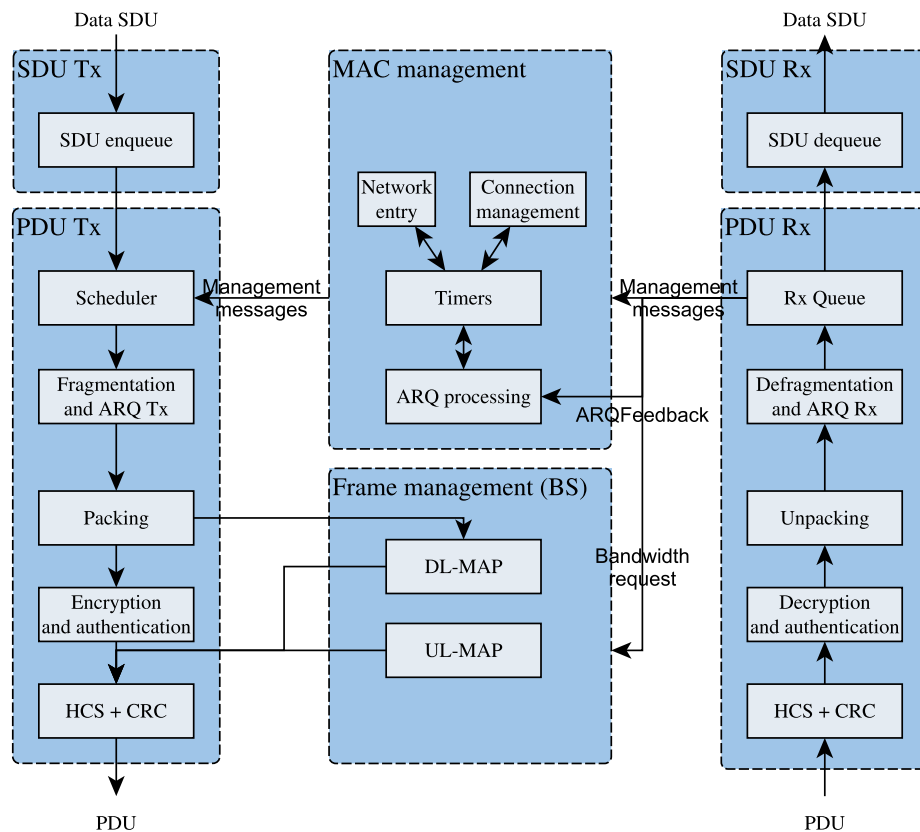 Data SDU
SDU Tx
SDU enqueue
PDU Tx
Scheduler
Fragmentation
and ARQ Tx
Packing
Encryption
and authentication
HCS + CRC
PDU
Management
messages
MAC management
Network
entry
Connection
management
Timers
ARQ processing
Frame management (BS)
DL-MAP
UL-MAP
Management
messages
ARQFeedback
Bandwidth
request
Data SDU
SDU Rx
SDU dequeue
PDU Rx
Rx Queue
Defragmentation
and ARQ Rx
Unpacking
Decryption
and authentication
HCS + CRC
PDU